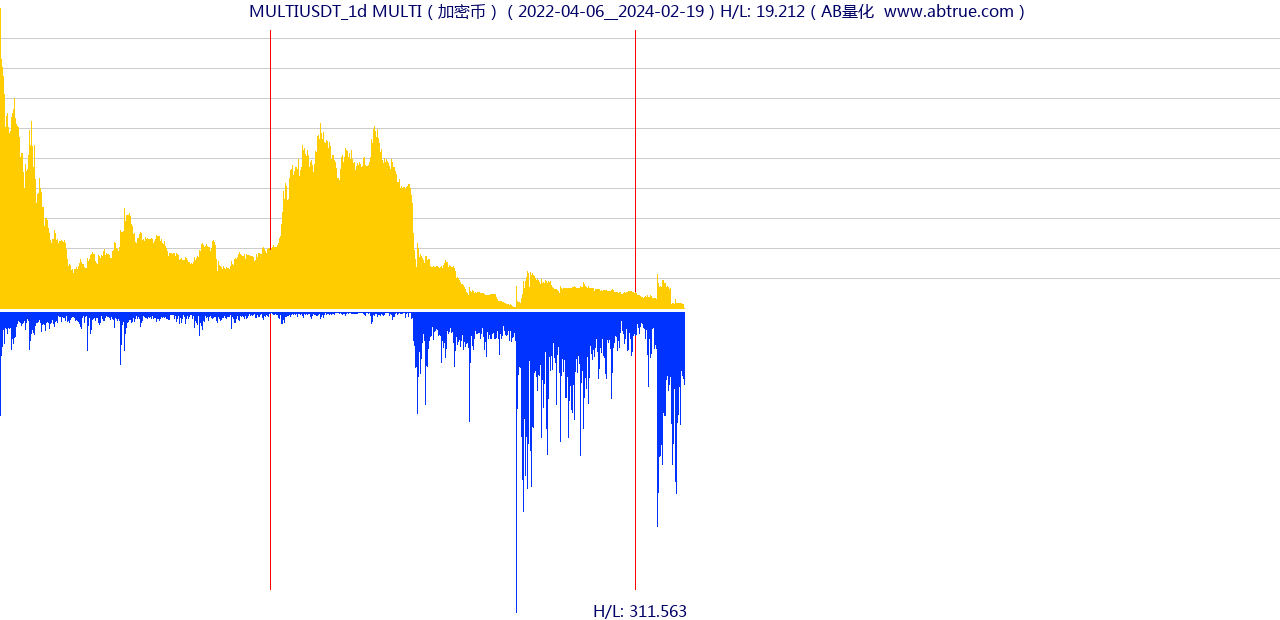 MULTIUSDT_1d MULTI ( 加密币 ) ( 2022-04-06__2024-02-19 ) H/L: 19.212 ( AB量化  www.abtrue.com )
H/L: 311.563